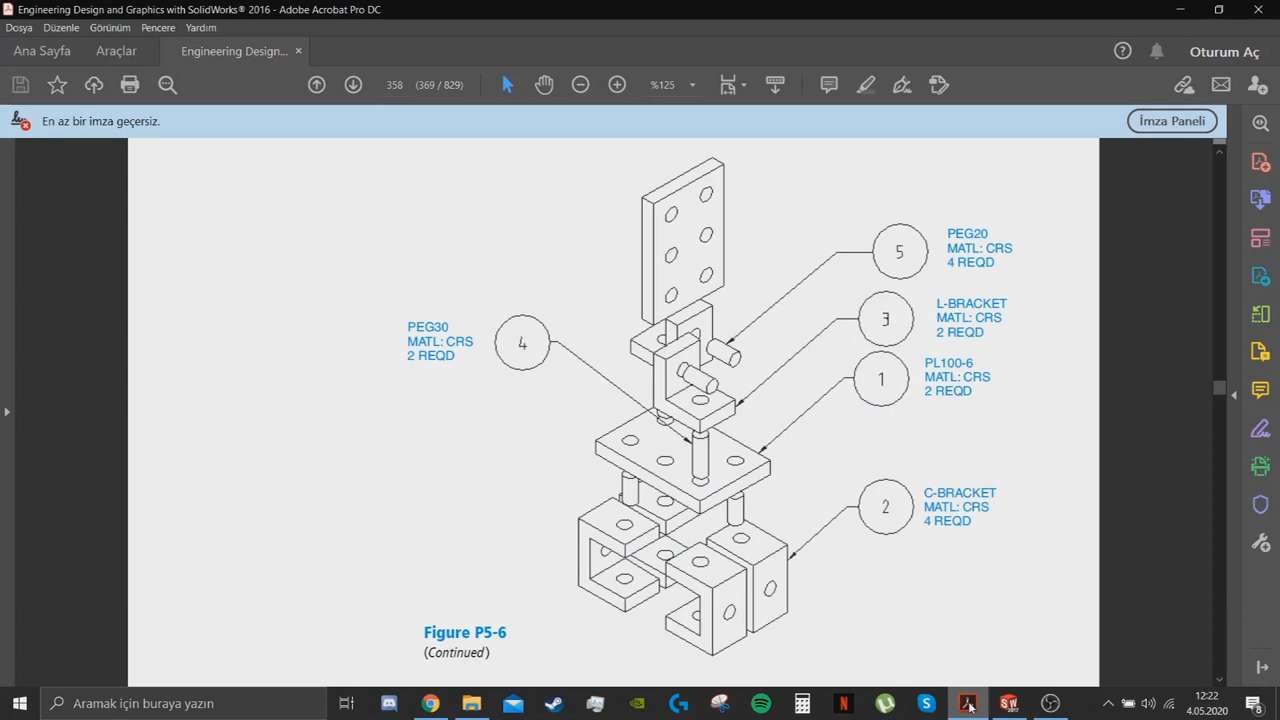 Engineering Design and Graphics with SolidWorks® 2016 - Adobe Acrobat Pro DC
Dosya Düzenle Görünüm Pencere Yardım
Ana Sayfa Araçlar Engineering Design... × Oturum Aç
358 (369 / 829) %125
En az bir imza geçersiz. İmza Paneli
5
PEG20
MATL: CRS
4 REQD
PEG30
MATL: CRS
2 REQD
4
3
L-BRACKET
MATL: CRS
2 REQD
1
PL100-6
MATL: CRS
2 REQD
2
C-BRACKET
MATL: CRS
4 REQD
Figure P5-6
(Continued)
Aramak için buraya yazın
12:22
4.05.2020
8